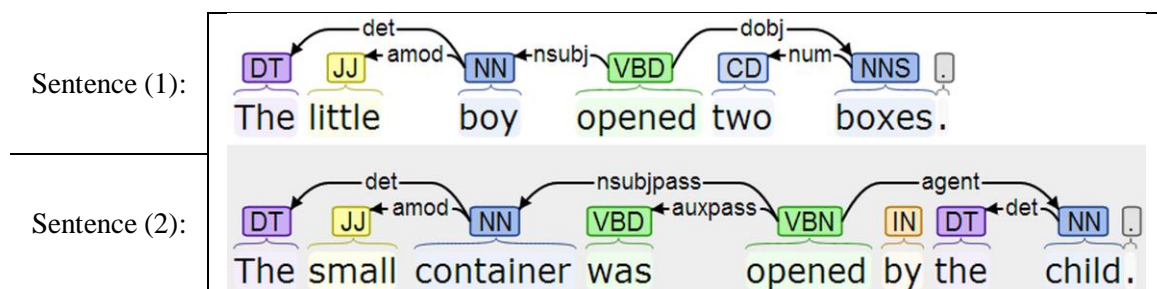 det dobj
Sentence (1): DT JJ amod NN nsubj VBD CD num NNS .
The little boy opened two boxes.
det nsubjpass agent
Sentence (2): DT JJ amod NN VBD auxpass VBN IN DT det NN .
The small container was opened by the child.